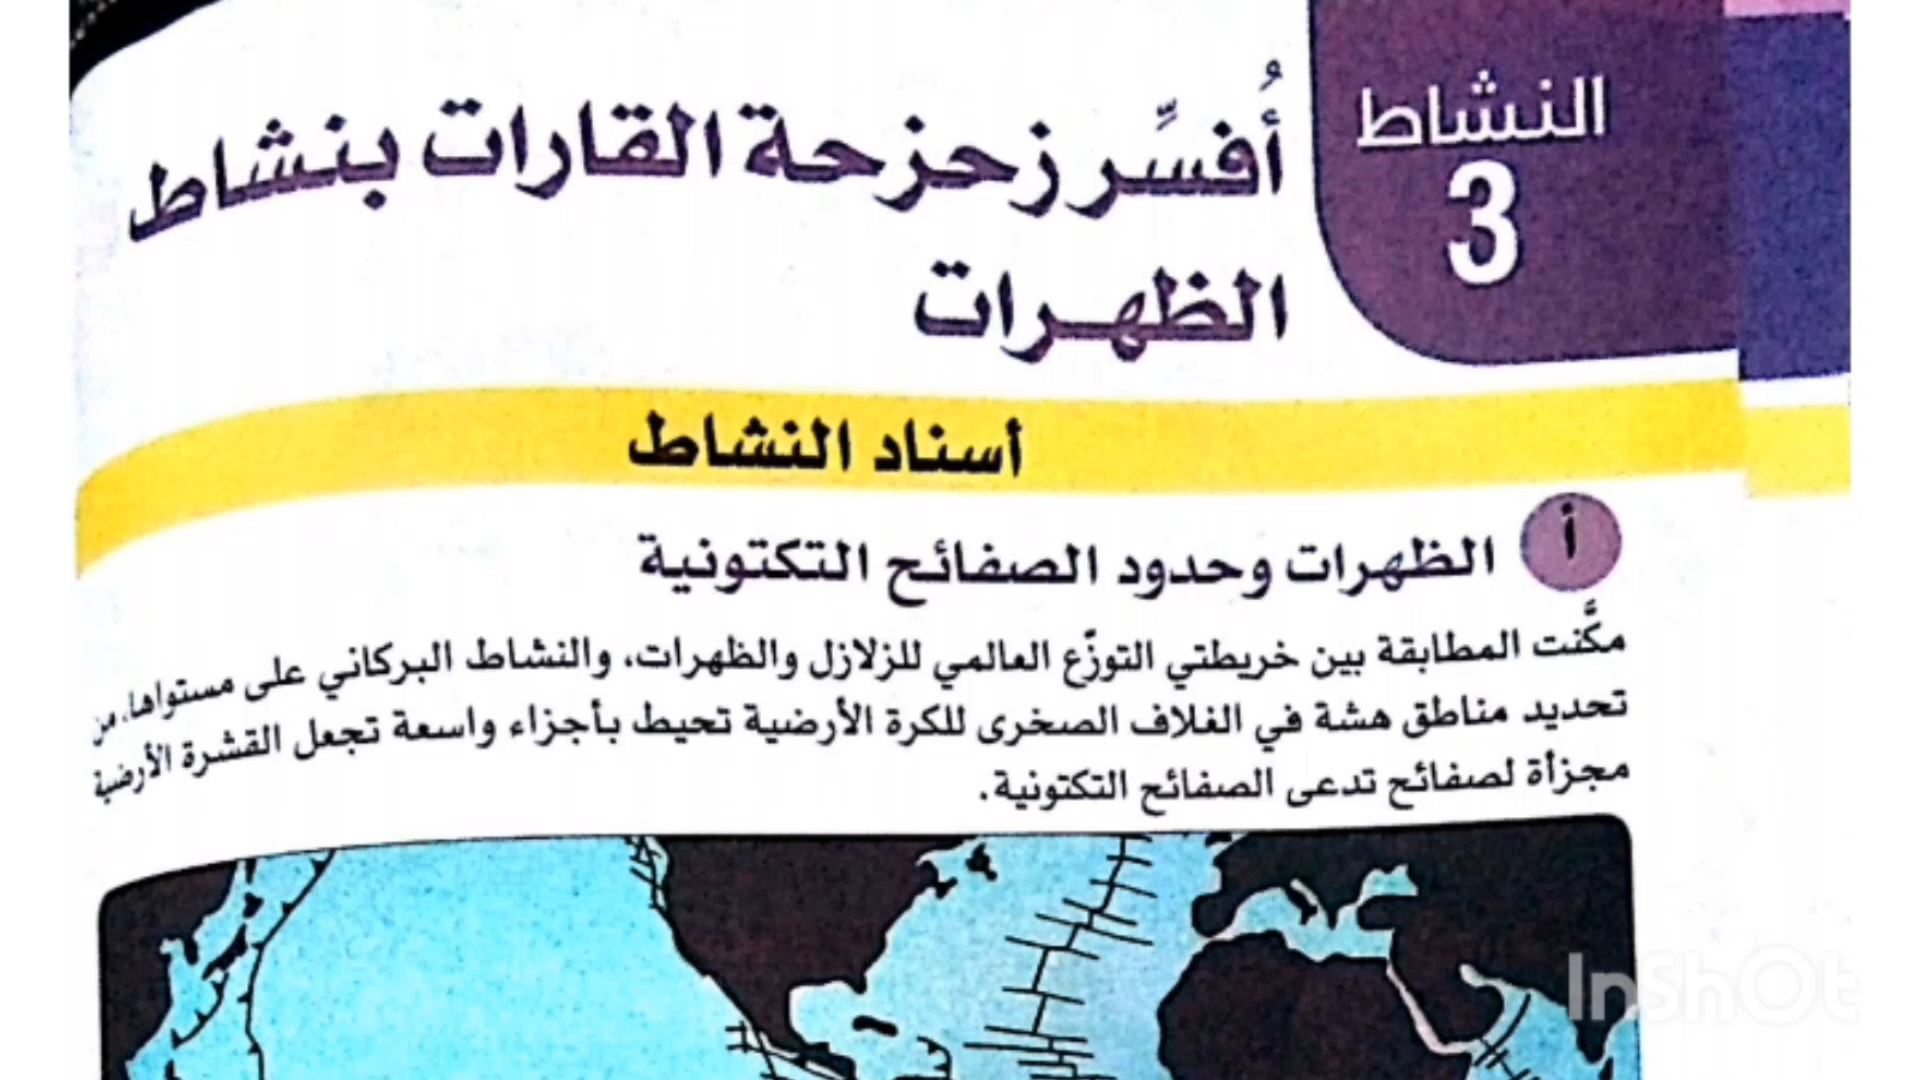 النشاط
3
أُفسِّر زحزحة القارات بنشاط
الظهرات
أسناد النشاط
أ
الظهرات وحدود الصفائح التكتونية
مكَّنت المطابقة بين خريطتي التوزّع العالمي للزلازل والظهرات، والنشاط البركاني على مستواها، من
تحديد مناطق هشة في الغلاف الصخرى للكرة الأرضية تحيط بأجزاء واسعة تجعل القشرة الأرضية
مجزأة لصفائح تدعى الصفائح التكتونية.
InShOt